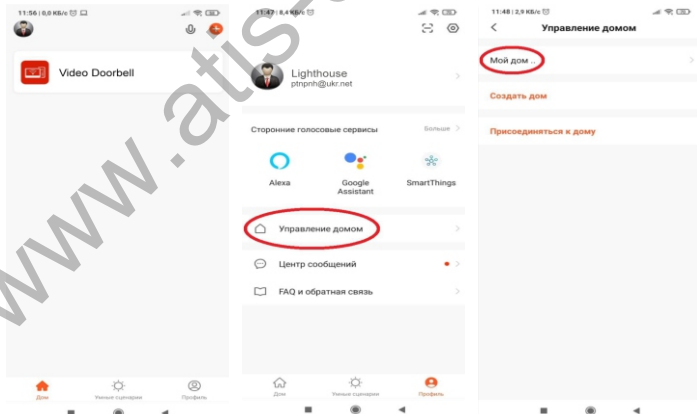 11:56 | 0,0 КБ/с
Video Doorbell
Дом
Умные сценарии
Профиль
11:47 | 8,4 КБ/с
Lighthouse
ptnpnh@ukr.net
Сторонние голосовые сервисы
Больше
Alexa
Google Assistant
SmartThings
Управление домом
Центр сообщений
FAQ и обратная связь
Дом
Умные сценарии
Профиль
11:48 | 2,9 КБ/с
Управление домом
Мой дом ..
Создать дом
Присоединяться к дому
www.atis-